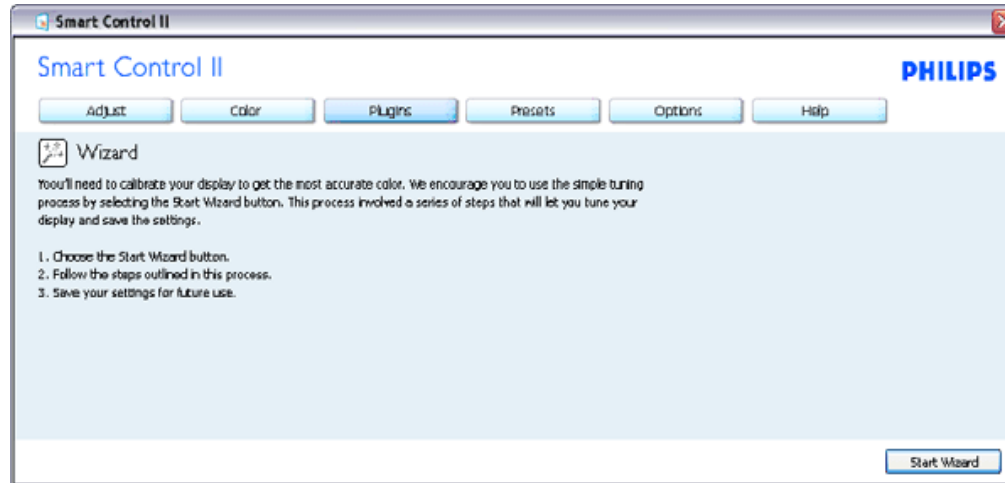 Smart Control II
Smart Control II
PHILIPS
Adjust Color Plugins Presets Options Help
Wizard
Yoou'll need to calibrate your display to get the most accurate color. We encourage you to use the simple tuning
process by selecting the Start Wizard button. This process involved a series of steps that will let you tune your
display and save the settings.
1. Choose the Start Wizard button.
2. Follow the steps outlined in this process.
3. Save your settings for future use.
Start Wizard